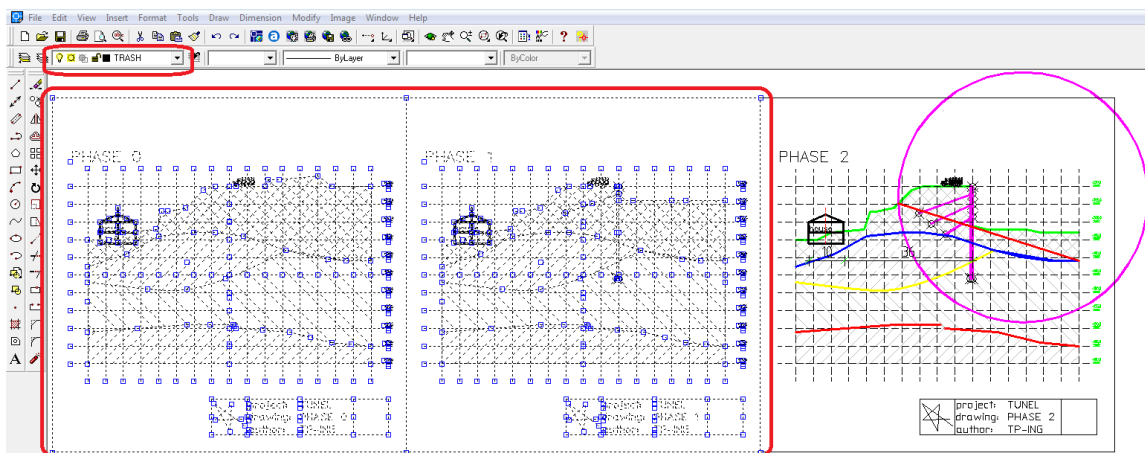 File Edit View Insert Format Tools Draw Dimension Modify Image Window Help
TRASH ByLayer ByColor
PHASE 0 PHASE 1 PHASE 2
house
10 36
project: TUNEL project: TUNEL project: TUNEL
drawing: PHASE 0 drawing: PHASE 1 drawing: PHASE 2
author: TP-ING author: TP-ING author: TP-ING